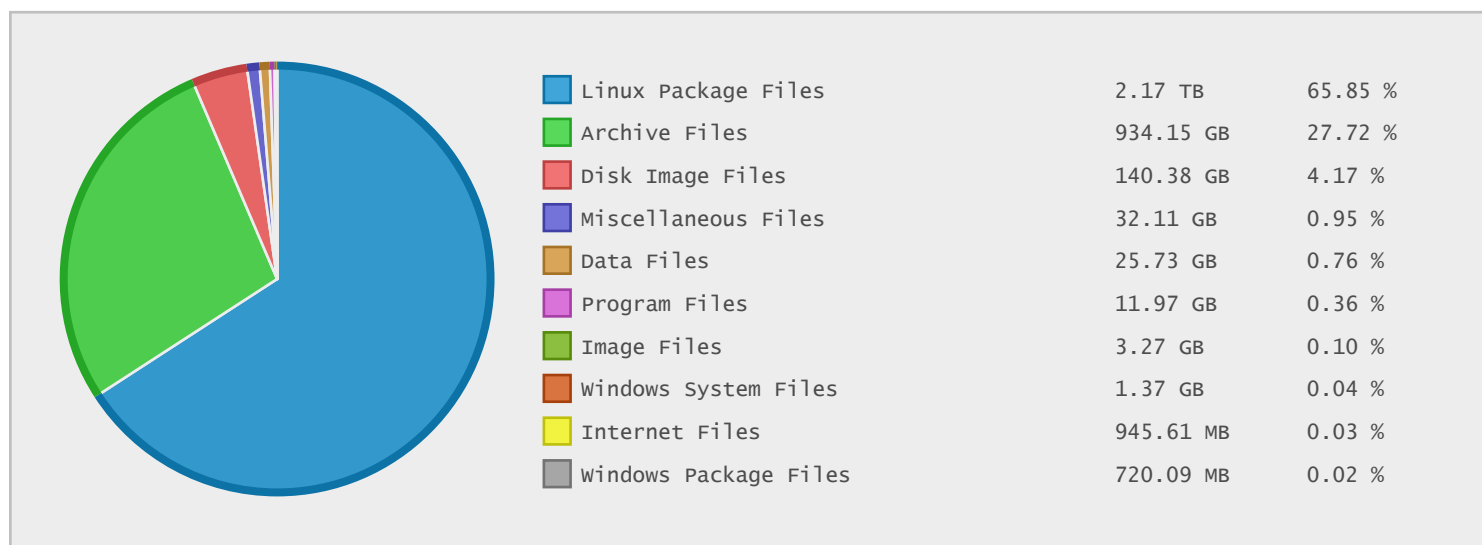 Linux Package Files 2.17 TB 65.85 %
Archive Files 934.15 GB 27.72 %
Disk Image Files 140.38 GB 4.17 %
Miscellaneous Files 32.11 GB 0.95 %
Data Files 25.73 GB 0.76 %
Program Files 11.97 GB 0.36 %
Image Files 3.27 GB 0.10 %
Windows System Files 1.37 GB 0.04 %
Internet Files 945.61 MB 0.03 %
Windows Package Files 720.09 MB 0.02 %